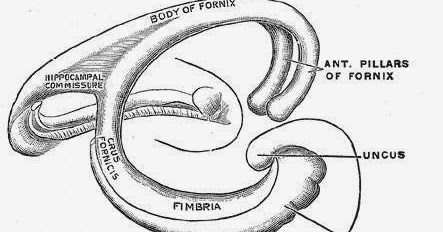 BODY OF FORNIX
HIPPOCAMPAL
COMMISSURE
ANT. PILLARS
OF FORNIX
CRUS
FORNICIS
UNCUS
FIMBRIA